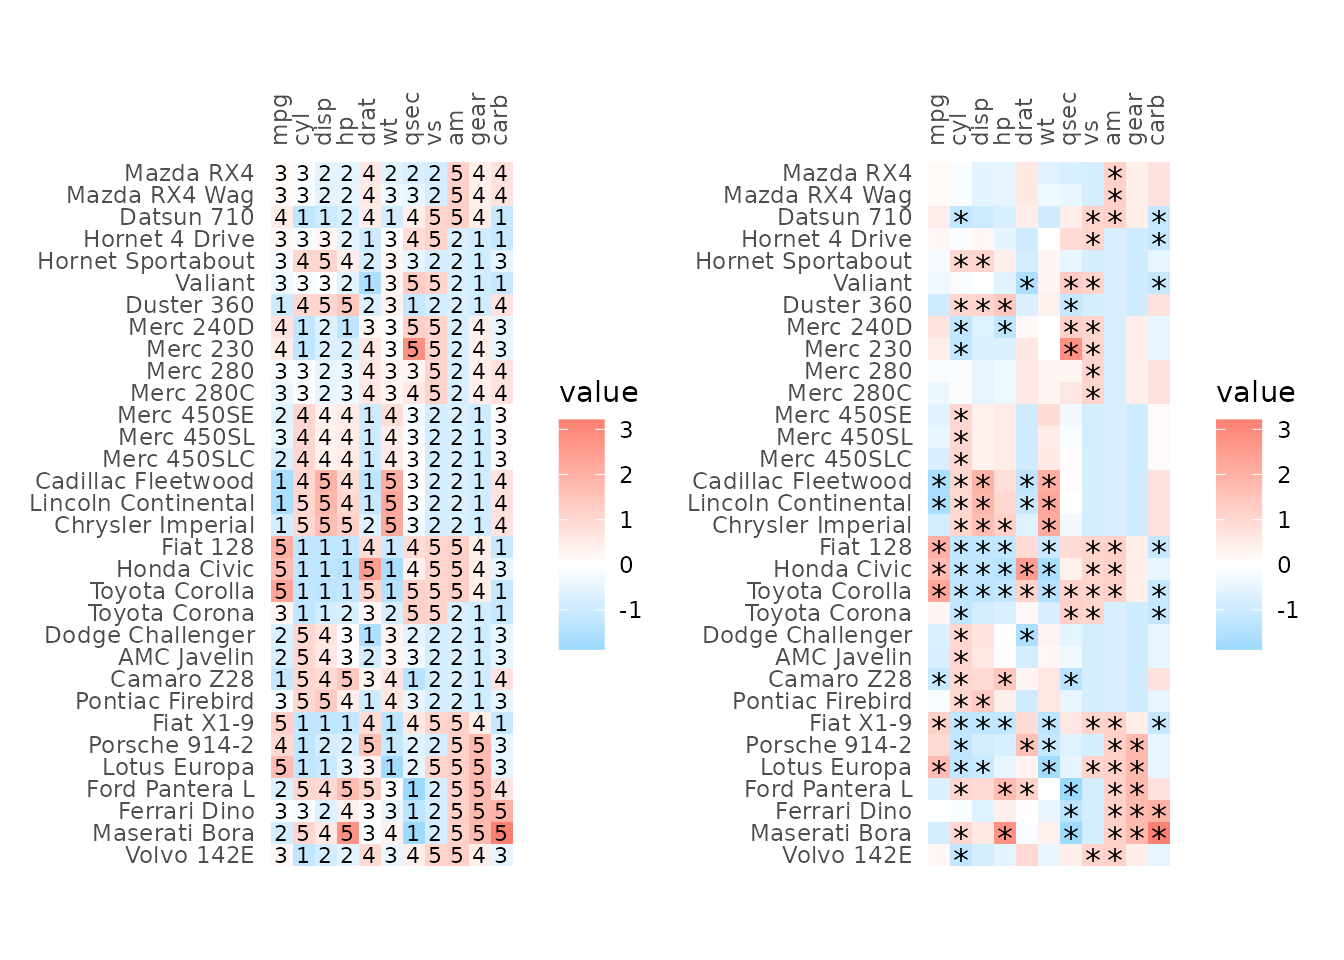 mpg cyl disp hp drat wt qsec vs am gear carb
Mazda RX4 3 3 2 2 4 2 2 2 5 4 4
Mazda RX4 Wag 3 3 2 2 4 3 3 2 5 4 4
Datsun 710 4 1 1 2 4 1 4 5 5 4 1
Hornet 4 Drive 3 3 3 2 1 3 4 5 2 1 1
Hornet Sportabout 3 4 5 4 2 3 3 2 2 1 3
Valiant 3 3 3 2 1 3 5 5 2 1 1
Duster 360 1 4 5 5 2 3 1 2 2 1 4
Merc 240D 4 1 2 1 3 3 5 5 2 4 3
Merc 230 4 1 2 2 4 3 5 5 2 4 3
Merc 280 3 3 2 3 4 3 3 5 2 4 4
Merc 280C 3 3 2 3 4 3 4 5 2 4 4
Merc 450SE 2 4 4 4 1 4 3 2 2 1 3
Merc 450SL 3 4 4 4 1 4 3 2 2 1 3
Merc 450SLC 2 4 4 4 1 4 3 2 2 1 3
Cadillac Fleetwood 1 4 5 4 1 5 3 2 2 1 4
Lincoln Continental 1 5 5 4 1 5 3 2 2 1 4
Chrysler Imperial 1 5 5 5 2 5 3 2 2 1 4
Fiat 128 5 1 1 1 4 1 4 5 5 4 1
Honda Civic 5 1 1 1 5 1 4 5 5 4 3
Toyota Corolla 5 1 1 1 5 1 5 5 5 4 1
Toyota Corona 3 1 1 2 3 2 5 5 2 1 1
Dodge Challenger 2 5 4 3 1 3 2 2 2 1 3
AMC Javelin 2 5 4 3 2 3 3 2 2 1 3
Camaro Z28 1 5 4 5 3 4 1 2 2 1 4
Pontiac Firebird 3 5 5 4 1 4 3 2 2 1 3
Fiat X1-9 5 1 1 1 4 1 4 5 5 4 1
Porsche 914-2 4 1 2 2 5 1 2 2 5 5 3
Lotus Europa 5 1 1 3 3 1 2 5 5 5 3
Ford Pantera L 2 5 4 5 5 3 1 2 5 5 4
Ferrari Dino 3 3 2 4 3 3 1 2 5 5 5
Maserati Bora 2 5 4 5 3 4 1 2 5 5 5
Volvo 142E 3 1 2 2 4 3 4 5 5 4 3
value
3
2
1
0
-1
mpg cyl disp hp drat wt qsec vs am gear carb
Mazda RX4 *
Mazda RX4 Wag *
Datsun 710 * * * *
Hornet 4 Drive * *
Hornet Sportabout * *
Valiant * * * *
Duster 360 * * * *
Merc 240D * * * *
Merc 230 * * *
Merc 280 *
Merc 280C *
Merc 450SE *
Merc 450SL *
Merc 450SLC *
Cadillac Fleetwood * * * * *
Lincoln Continental * * * * *
Chrysler Imperial * * * *
Fiat 128 * * * * * * * *
Honda Civic * * * * * * * *
Toyota Corolla * * * * * * * * * *
Toyota Corona * * * *
Dodge Challenger * *
AMC Javelin *
Camaro Z28 * * * *
Pontiac Firebird * *
Fiat X1-9 * * * * * * * *
Porsche 914-2 * * * * *
Lotus Europa * * * * * * *
Ford Pantera L * * * * * *
Ferrari Dino * * * *
Maserati Bora * * * * * *
Volvo 142E * * *
value
3
2
1
0
-1